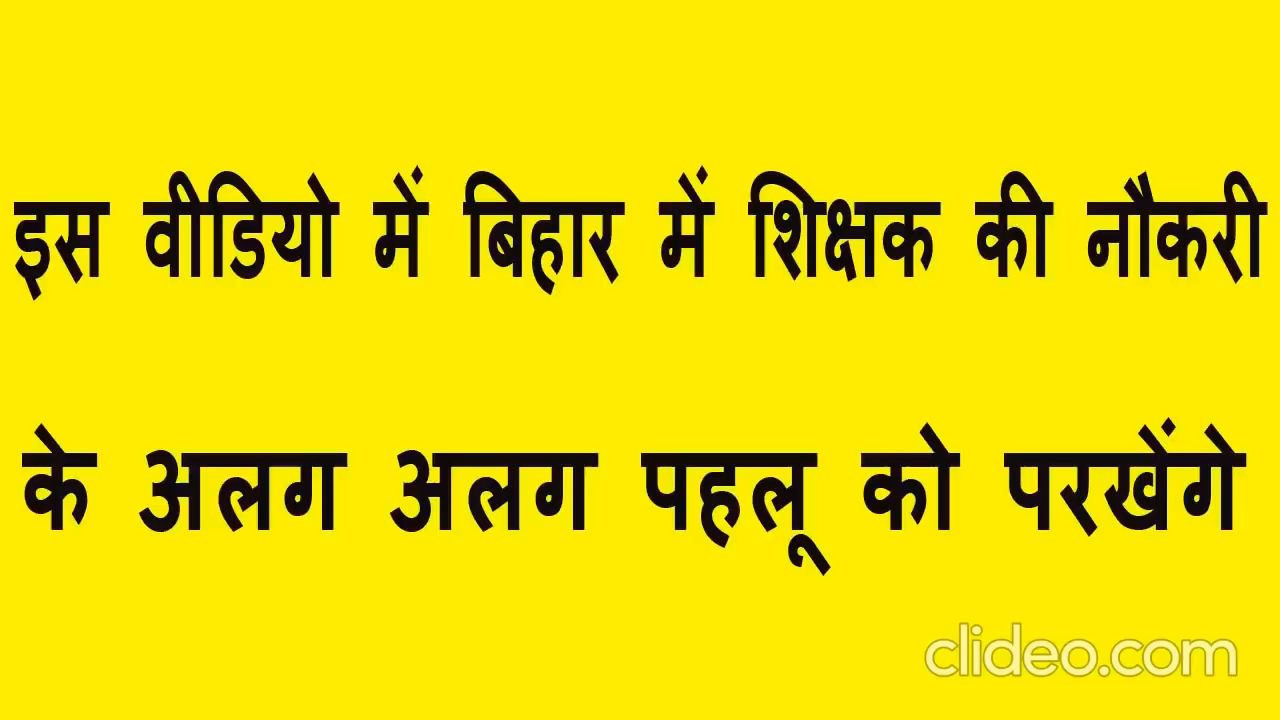 इस वीडियो में बिहार में शिक्षक की नौकरी
के अलग अलग पहलू को परखेंगे
clideo.com